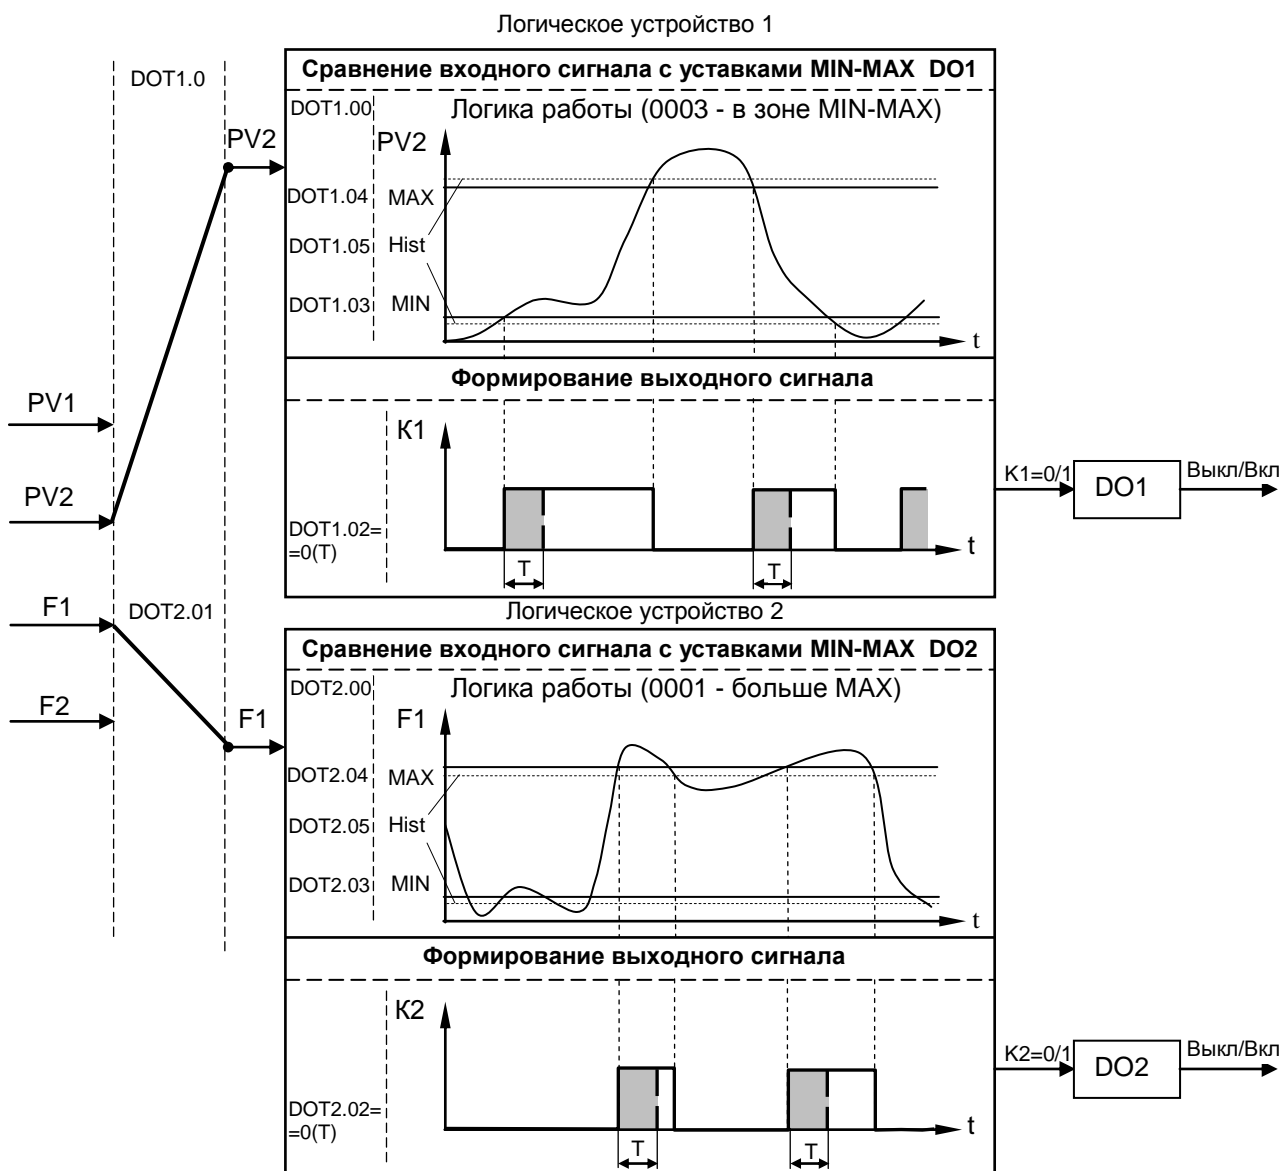 Логическое устройство 1
Сравнение входного сигнала с уставками MIN-MAX DO1
DOT1.0
DOT1.00
Логика работы (0003 - в зоне MIN-MAX)
PV2
PV2
DOT1.04
MAX
DOT1.05
Hist
DOT1.03
MIN
t
Формирование выходного сигнала
PV1
К1
PV2
K1=0/1
DO1
Выкл/Вкл
DOT1.02=
=0(T)
t
T
T
F1
DOT2.01
Логическое устройство 2
Сравнение входного сигнала с уставками MIN-MAX DO2
DOT2.00
Логика работы (0001 - больше MAX)
F2
F1
F1
DOT2.04
MAX
DOT2.05
Hist
DOT2.03
MIN
t
Формирование выходного сигнала
К2
K2=0/1
DO2
Выкл/Вкл
DOT2.02=
=0(T)
t
T
T